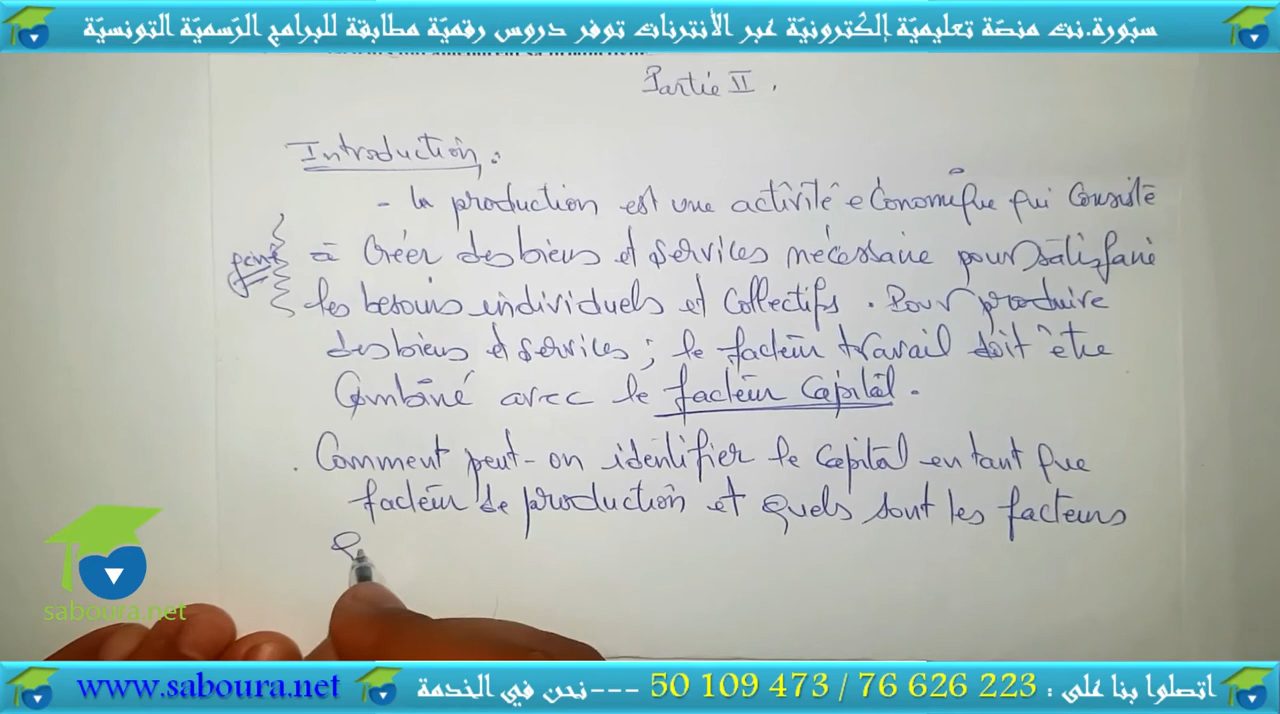 سبّورة.نت منصّة تعليميّة إلكترونيّة عبر الأنترنات توفر دروس رقميّة مطابقة للبرامج الرّسميّة التونسيّة
Partie II.
Introduction :
- la production est une activité économique qui consiste
à Créer des biens et services nécessaire pour satisfaire
les besoins individuels et collectifs. Pour produire
des biens et services ; le facteur travail doit être
Combiné avec le facteur capital.
. Comment peut-on identifier le capital en tant que
facteur de production et quels sont les facteurs
saboura.net
www.saboura.net اتصلوا بنا على : 50 109 473 / 76 626 223 ---نحن في الخدمة